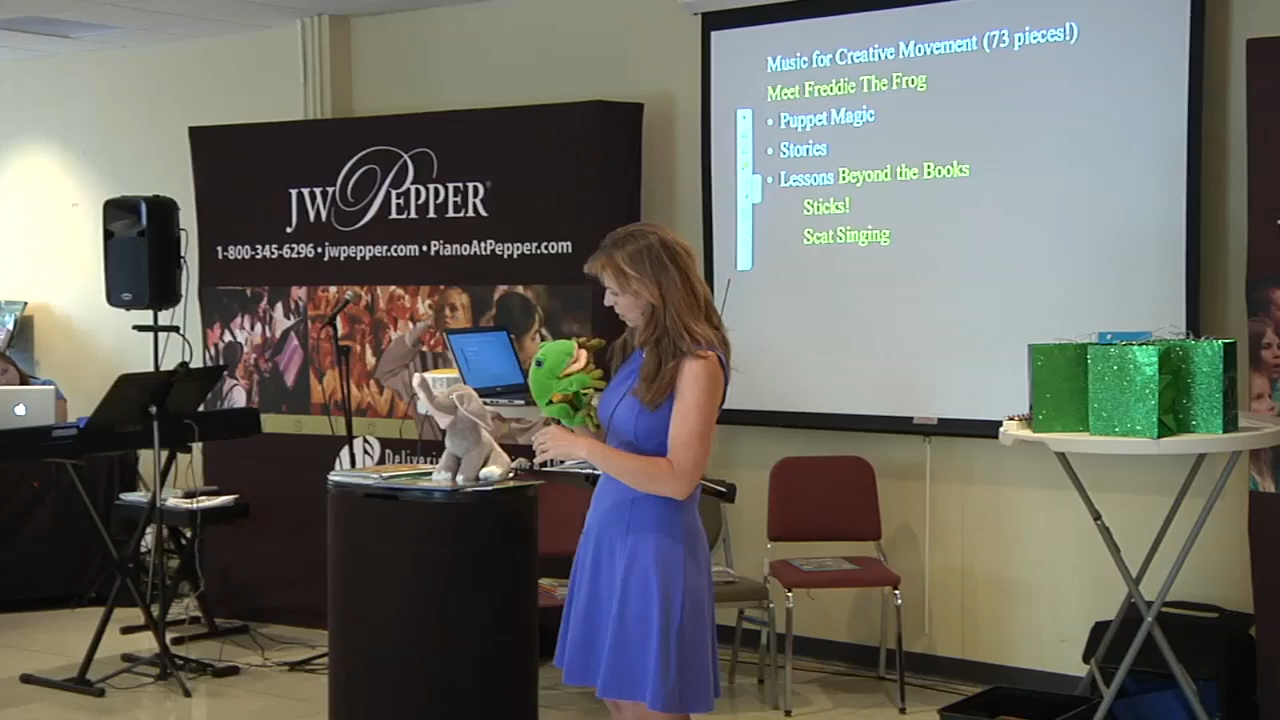 JW PEPPER®
1-800-345-6296 • jwpepper.com • PianoAtPepper.com
Music for Creative Movement (73 pieces!)
Meet Freddie The Frog
• Puppet Magic
• Stories
• Lessons Beyond the Books
Sticks!
Scat Singing